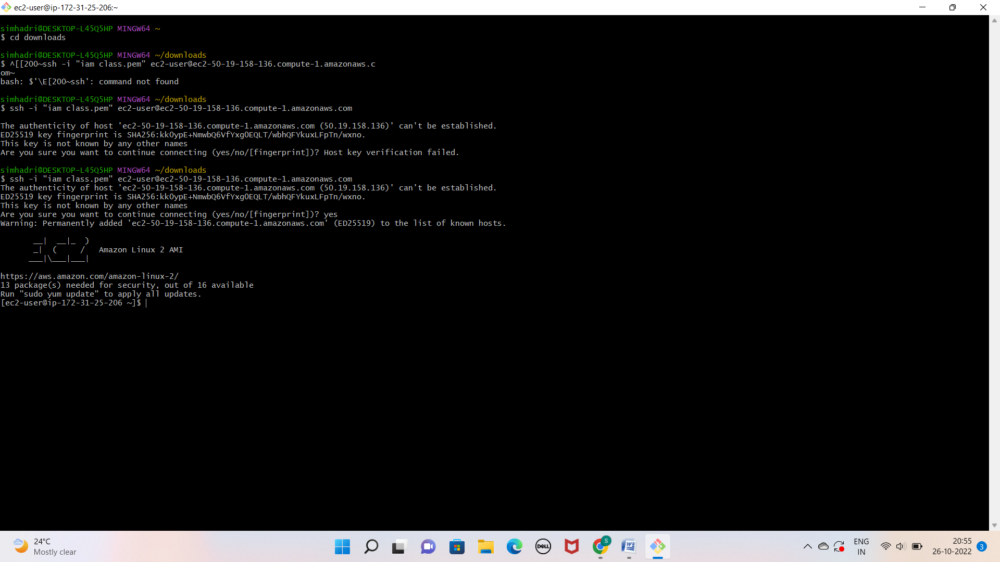 ec2-user@ip-172-31-25-206:~
simhadri@DESKTOP-L45Q5HP MINGW64 ~
$ cd downloads
simhadri@DESKTOP-L45Q5HP MINGW64 ~/downloads
$ ^[[200~ssh -i "iam class.pem" ec2-user@ec2-50-19-158-136.compute-1.amazonaws.c
om~
bash: $'\E[200~ssh': command not found
simhadri@DESKTOP-L45Q5HP MINGW64 ~/downloads
$ ssh -i "iam class.pem" ec2-user@ec2-50-19-158-136.compute-1.amazonaws.com
The authenticity of host 'ec2-50-19-158-136.compute-1.amazonaws.com (50.19.158.136)' can't be established.
ED25519 key fingerprint is SHA256:kkOypE+NmwbQ6VfYxgOEQLT/wbhQFYkuxLFpTn/wxno.
This key is not known by any other names
Are you sure you want to continue connecting (yes/no/[fingerprint])? Host key verification failed.
simhadri@DESKTOP-L45Q5HP MINGW64 ~/downloads
$ ssh -i "iam class.pem" ec2-user@ec2-50-19-158-136.compute-1.amazonaws.com
The authenticity of host 'ec2-50-19-158-136.compute-1.amazonaws.com (50.19.158.136)' can't be established.
ED25519 key fingerprint is SHA256:kkOypE+NmwbQ6VfYxgOEQLT/wbhQFYkuxLFpTn/wxno.
This key is not known by any other names
Are you sure you want to continue connecting (yes/no/[fingerprint])? yes
Warning: Permanently added 'ec2-50-19-158-136.compute-1.amazonaws.com' (ED25519) to the list of known hosts.
       __|  __|_  )
       _|  (     /   Amazon Linux 2 AMI
      ___|\___|___|
https://aws.amazon.com/amazon-linux-2/
13 package(s) needed for security, out of 16 available
Run "sudo yum update" to apply all updates.
[ec2-user@ip-172-31-25-206 ~]$
24°C
Mostly clear
DELL
S
W
ENG
IN
20:55
26-10-2022
3